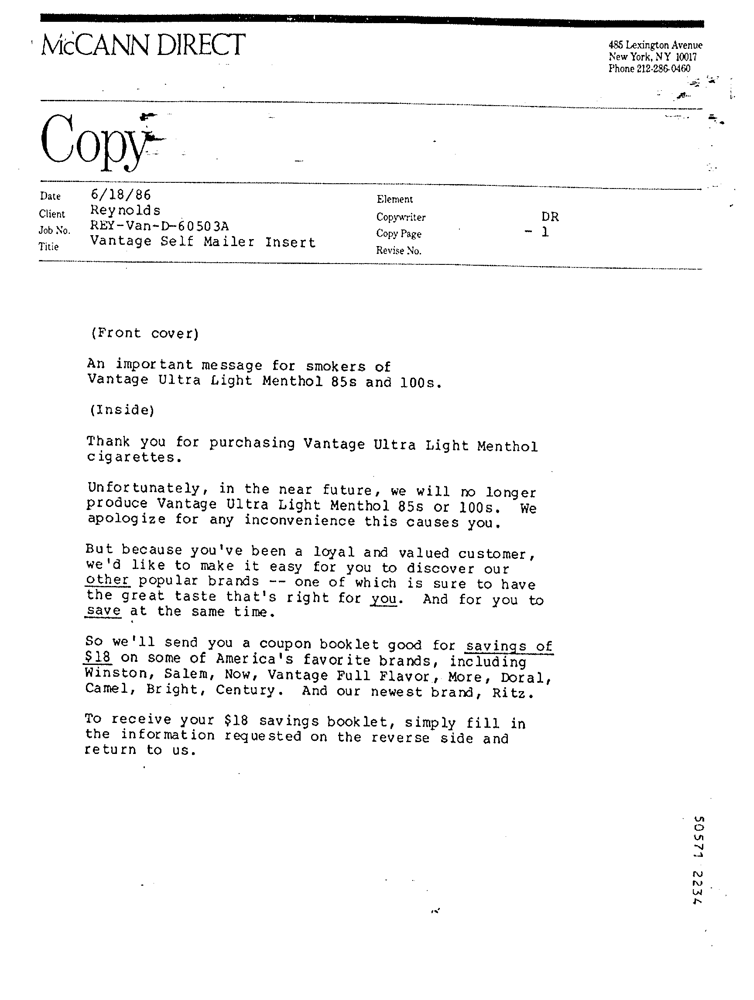 McCANN DIRECT
485 Lexington Avenue
New York, NY 10017
Phone 212-286-0460
Copy
Date 6/18/86
Client Reynolds
Job No. REY-Van-D-60503A
Title Vantage Self Mailer Insert
Element
Copywriter DR
Copy Page - 1
Revise No.
(Front cover)
An important message for smokers of
Vantage Ultra Light Menthol 85s and 100s.
(Inside)
Thank you for purchasing Vantage Ultra Light Menthol
cigarettes.
Unfortunately, in the near future, we will no longer
produce Vantage Ultra Light Menthol 85s or 100s. We
apologize for any inconvenience this causes you.
But because you've been a loyal and valued customer,
we'd like to make it easy for you to discover our
other popular brands -- one of which is sure to have
the great taste that's right for you. And for you to
save at the same time.
So we'll send you a coupon booklet good for savings of
$18 on some of America's favorite brands, including
Winston, Salem, Now, Vantage Full Flavor, More, Doral,
Camel, Bright, Century. And our newest brand, Ritz.
To receive your $18 savings booklet, simply fill in
the information requested on the reverse side and
return to us.
50571 2234